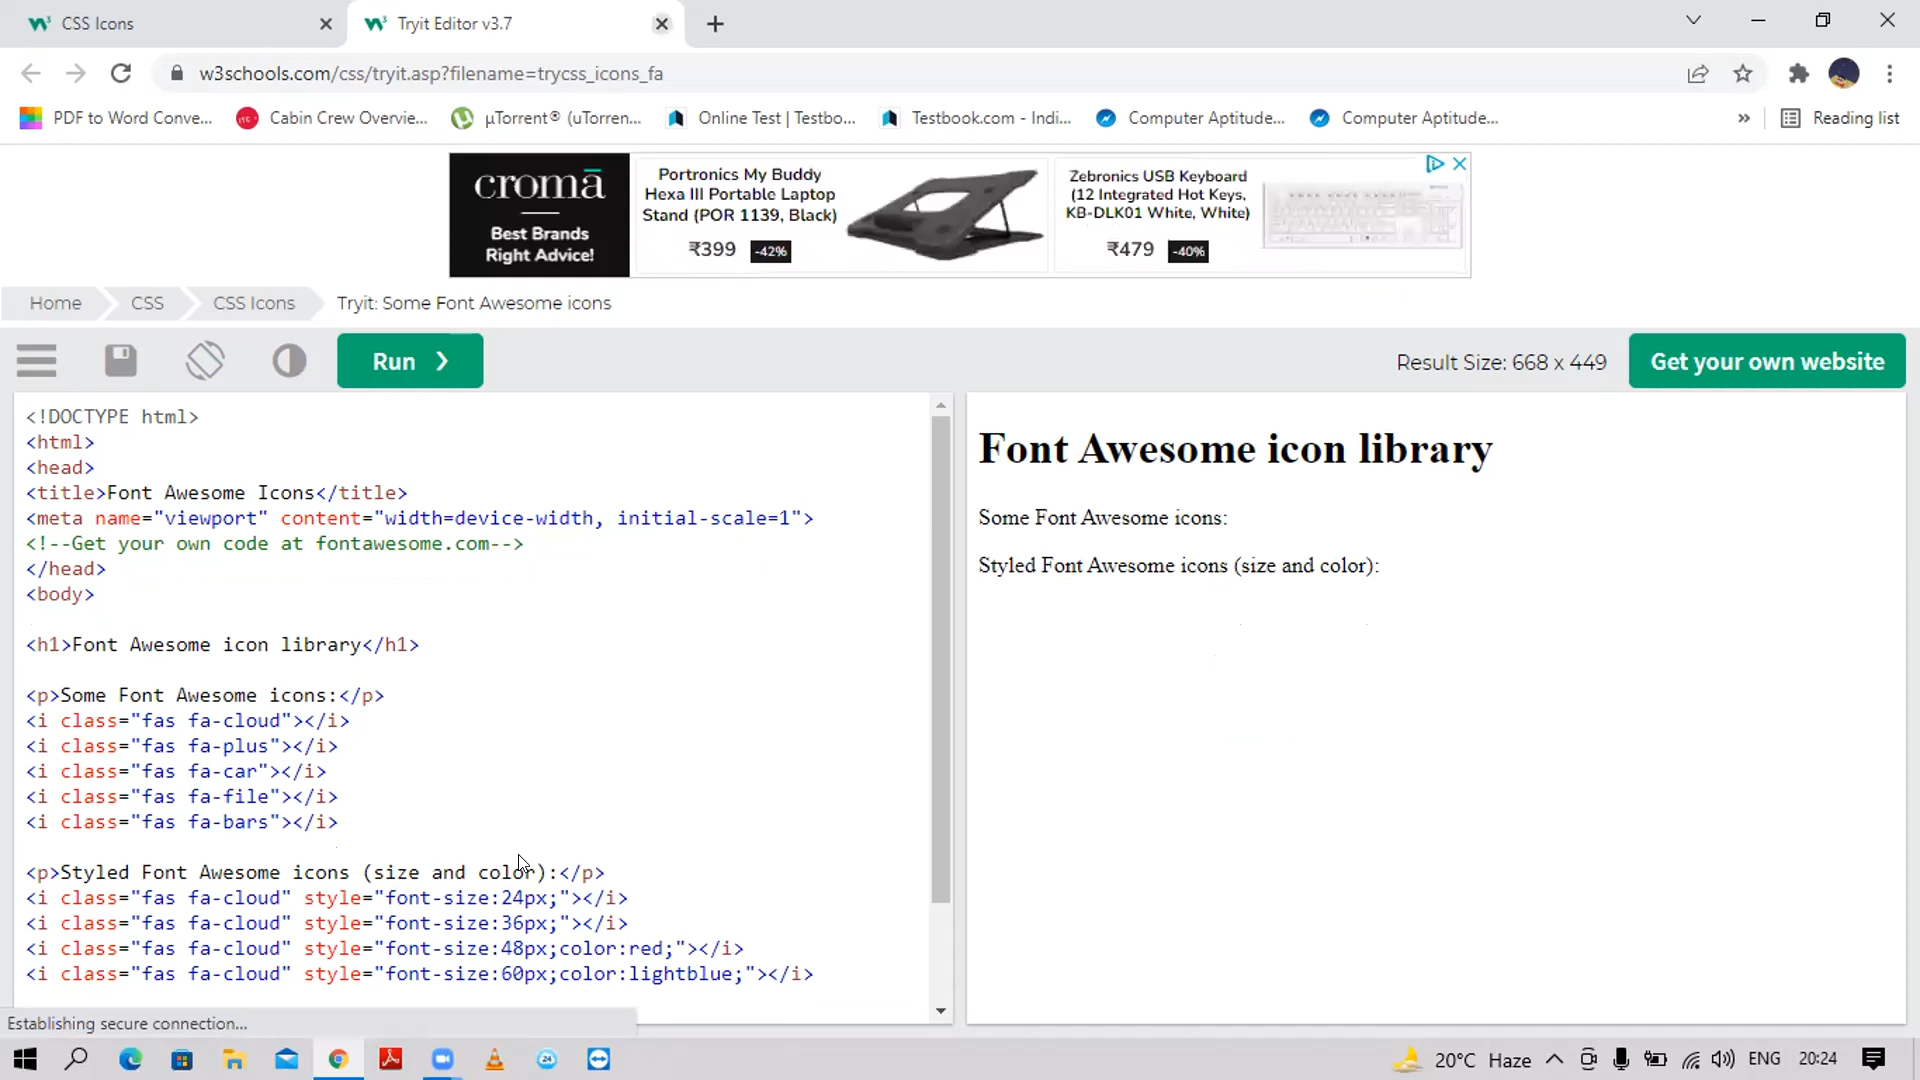 CSS Icons
Tryit Editor v3.7
w3schools.com/css/tryit.asp?filename=trycss_icons_fa
PDF to Word Conve...
Cabin Crew Overvie...
µTorrent® (uTorren...
Online Test | Testbo...
Testbook.com - Indi...
Computer Aptitude...
Computer Aptitude...
»
Reading list
croma
Best Brands
Right Advice!
Portronics My Buddy
Hexa III Portable Laptop
Stand (POR 1139, Black)
₹399 -42%
Zebronics USB Keyboard
(12 Integrated Hot Keys,
KB-DLK01 White, White)
₹479 -40%
Home
CSS
CSS Icons
Tryit: Some Font Awesome icons
Run ❯
Result Size: 668 x 449
Get your own website
<!DOCTYPE html>
<html>
<head>
<title>Font Awesome Icons</title>
<meta name="viewport" content="width=device-width, initial-scale=1">
<!--Get your own code at fontawesome.com-->
</head>
<body>
<h1>Font Awesome icon library</h1>
<p>Some Font Awesome icons:</p>
<i class="fas fa-cloud"></i>
<i class="fas fa-plus"></i>
<i class="fas fa-car"></i>
<i class="fas fa-file"></i>
<i class="fas fa-bars"></i>
<p>Styled Font Awesome icons (size and color):</p>
<i class="fas fa-cloud" style="font-size:24px;"></i>
<i class="fas fa-cloud" style="font-size:36px;"></i>
<i class="fas fa-cloud" style="font-size:48px;color:red;"></i>
<i class="fas fa-cloud" style="font-size:60px;color:lightblue;"></i>
Font Awesome icon library
Some Font Awesome icons:
Styled Font Awesome icons (size and color):
Establishing secure connection...
24
20°C Haze
ENG
20:24